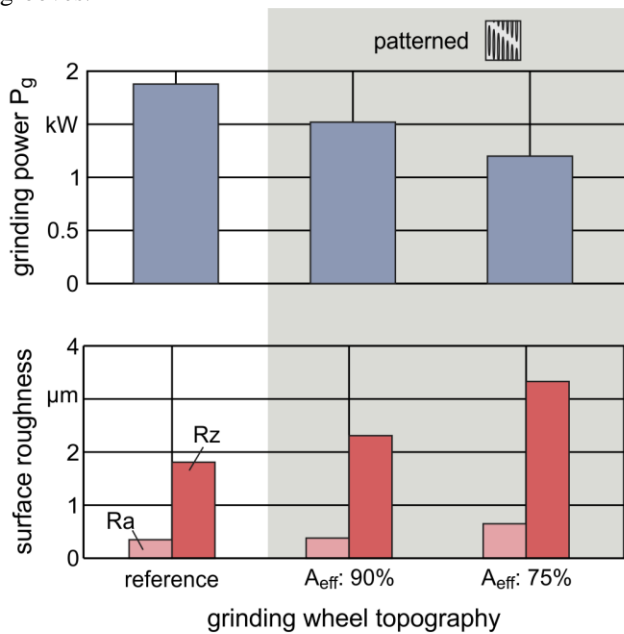 grooves.
patterned
grinding power Pg
2
kW
1
0.5
0
surface roughness
4
µm
2
1
0
Rz
Ra
reference
Aeff: 90%
Aeff: 75%
grinding wheel topography